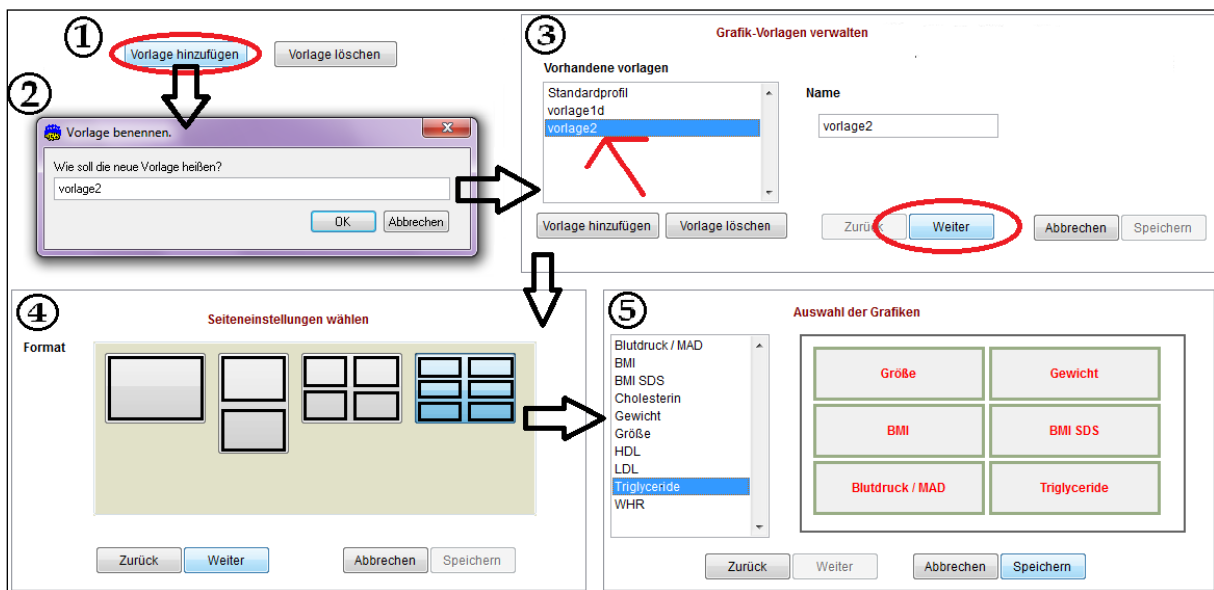 ①
Vorlage hinzufügen
Vorlage löschen
②
Vorlage benennen.
Wie soll die neue Vorlage heißen?
vorlage2
OK
Abbrechen
③
Grafik-Vorlagen verwalten
Vorhandene vorlagen
Standardprofil
vorlage1d
vorlage2
Name
vorlage2
Vorlage hinzufügen
Vorlage löschen
Zurück
Weiter
Abbrechen
Speichern
④
Seiteneinstellungen wählen
Format
Zurück
Weiter
Abbrechen
Speichern
⑤
Auswahl der Grafiken
Blutdruck / MAD
BMI
BMI SDS
Cholesterin
Gewicht
Größe
HDL
LDL
Triglyceride
WHR
Größe
Gewicht
BMI
BMI SDS
Blutdruck / MAD
Triglyceride
Zurück
Weiter
Abbrechen
Speichern